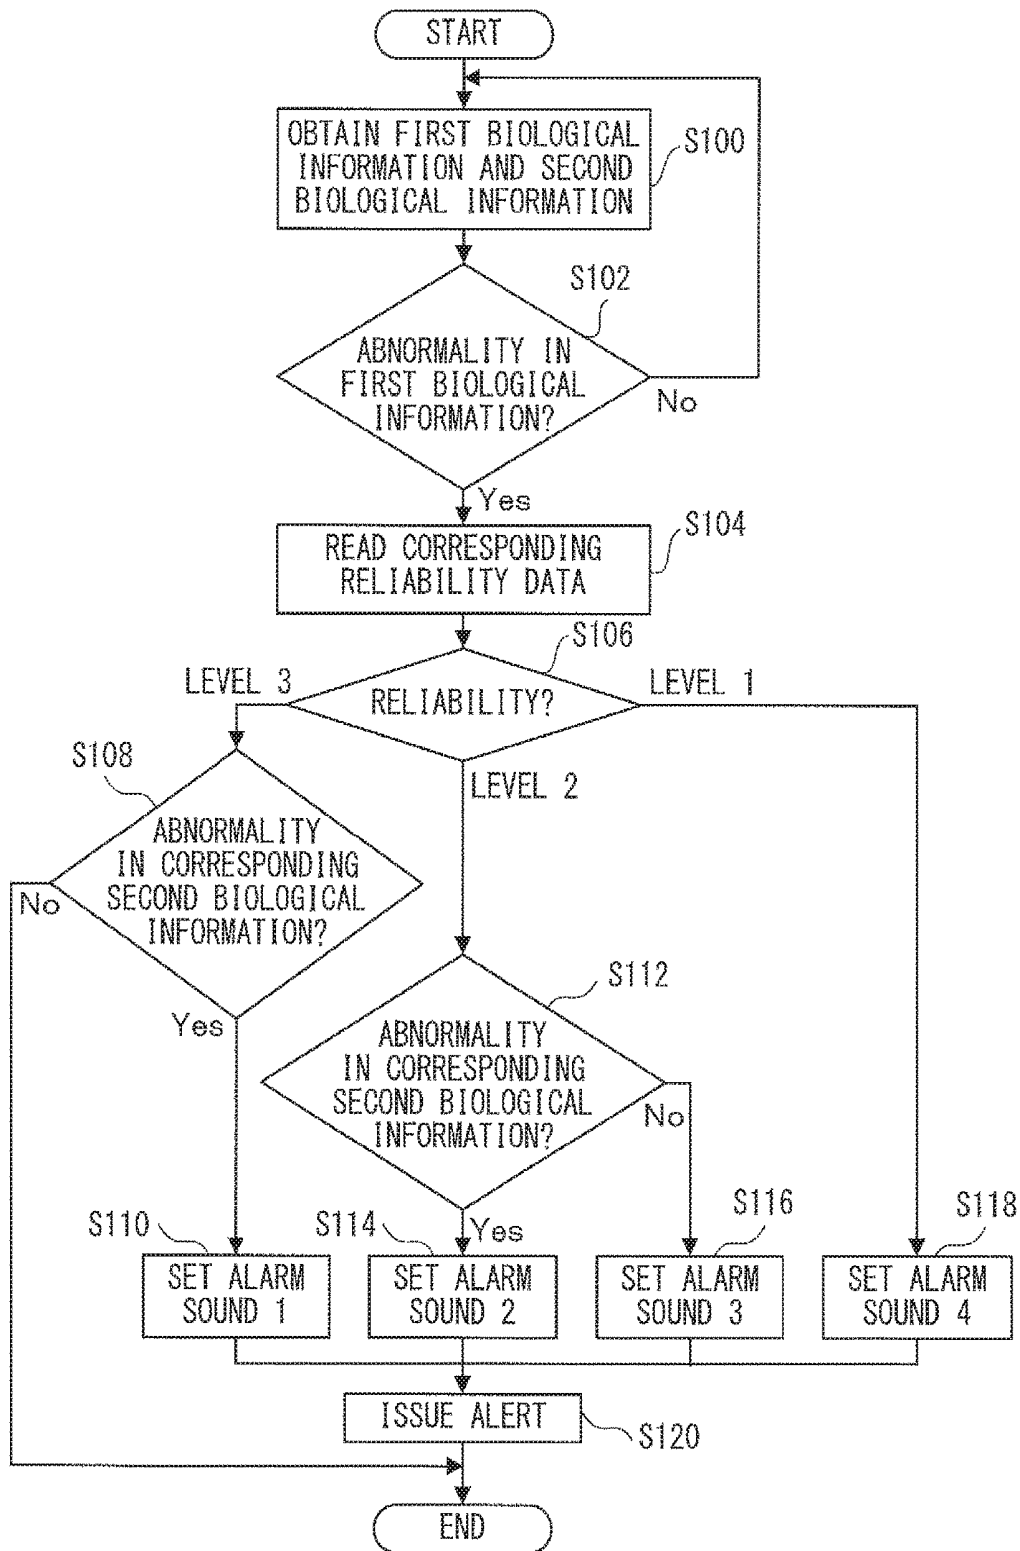 START
OBTAIN FIRST BIOLOGICAL
INFORMATION AND SECOND
BIOLOGICAL INFORMATION
S100
S102
ABNORMALITY IN
FIRST BIOLOGICAL
INFORMATION?
No
Yes
S104
READ CORRESPONDING
RELIABILITY DATA
S106
LEVEL 3
RELIABILITY?
LEVEL 1
S108
LEVEL 2
ABNORMALITY
IN CORRESPONDING
SECOND BIOLOGICAL
INFORMATION?
No
Yes
S112
ABNORMALITY
IN CORRESPONDING
SECOND BIOLOGICAL
INFORMATION?
No
Yes
S110
SET ALARM
SOUND 1
S114
SET ALARM
SOUND 2
S116
SET ALARM
SOUND 3
S118
SET ALARM
SOUND 4
ISSUE ALERT
S120
END